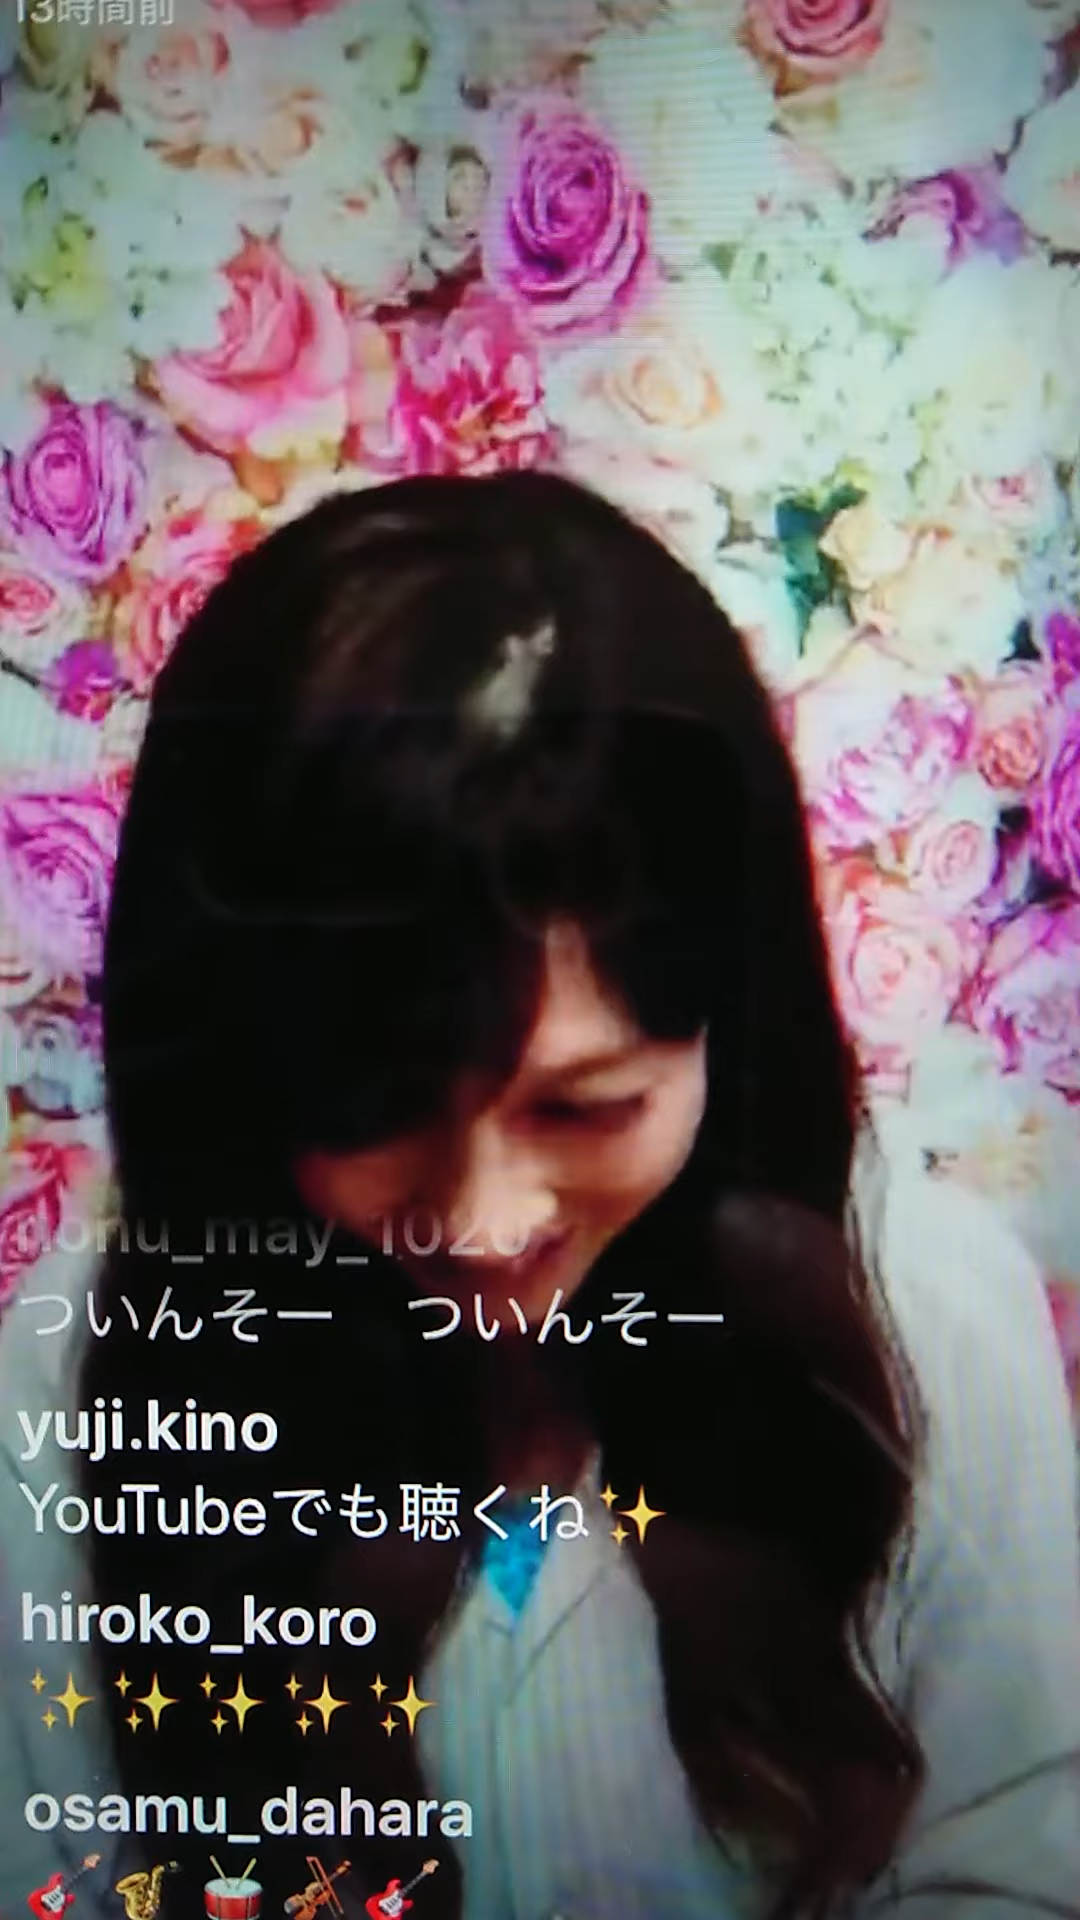 13時間前
nonu_may_1020
ついんそー　ついんそー
yuji.kino
YouTubeでも聴くね✨
hiroko_koro
✨✨✨✨✨
osamu_dahara
🎸🎷🥁🎻🎸